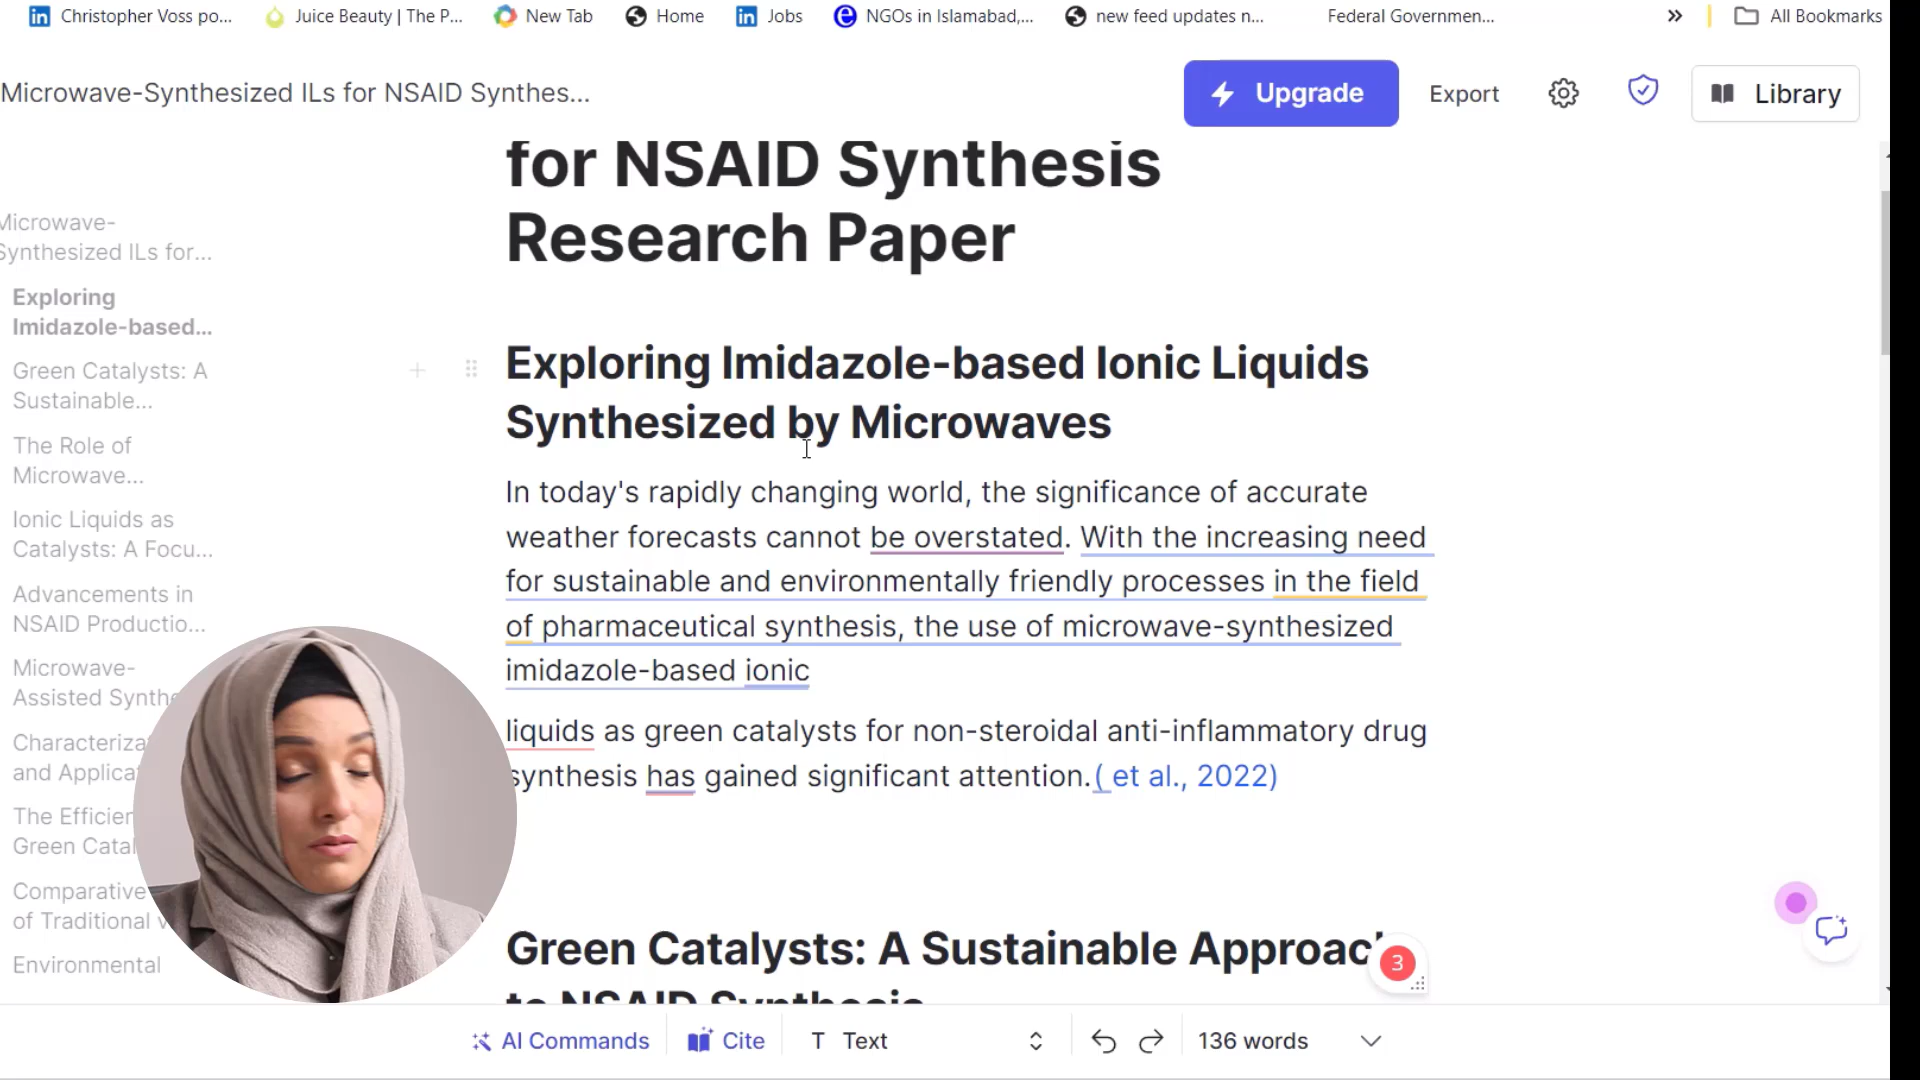 Christopher Voss po...
Juice Beauty | The P...
New Tab
Home
Jobs
NGOs in Islamabad,...
new feed updates n...
Federal Governmen...
All Bookmarks
Microwave-Synthesized ILs for NSAID Synthes...
Upgrade
Export
Library
for NSAID Synthesis
Research Paper
Microwave-
Synthesized ILs for...
Exploring
Imidazole-based...
Green Catalysts: A
Sustainable...
The Role of
Microwave...
Ionic Liquids as
Catalysts: A Focu...
Advancements in
NSAID Productio...
Microwave-
Assisted Synthe
Characteriza
and Applica
The Efficien
Green Catal
Comparative
of Traditional v
Environmental
Exploring Imidazole-based Ionic Liquids
Synthesized by Microwaves
In today's rapidly changing world, the significance of accurate
weather forecasts cannot be overstated. With the increasing need
for sustainable and environmentally friendly processes in the field
of pharmaceutical synthesis, the use of microwave-synthesized
imidazole-based ionic
liquids as green catalysts for non-steroidal anti-inflammatory drug
synthesis has gained significant attention.( et al., 2022)
Green Catalysts: A Sustainable Approach
to NSAID Synthesis
3
AI Commands
Cite
T Text
136 words